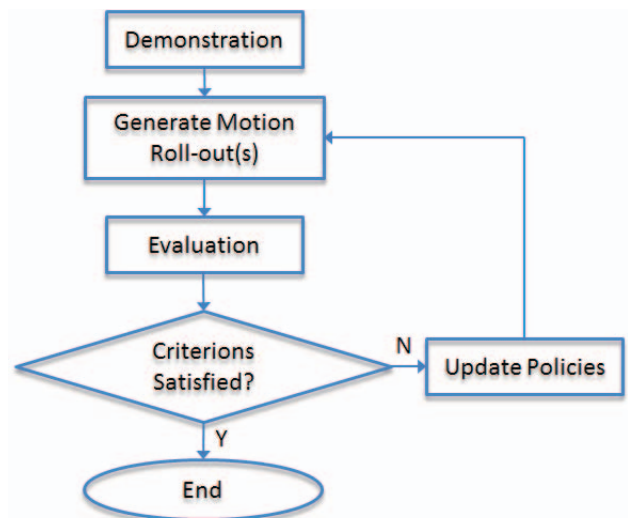 Demonstration
Generate Motion
Roll-out(s)
Evaluation
Criterions
Satisfied?
N
Update Policies
Y
End